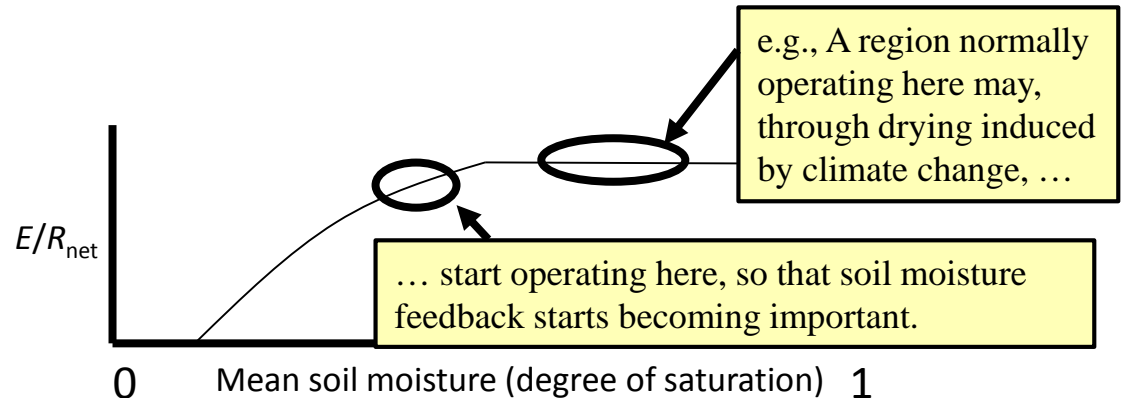 e.g., A region normally
operating here may,
through drying induced
by climate change, …
E/Rnet
… start operating here, so that soil moisture
feedback starts becoming important.
0 Mean soil moisture (degree of saturation) 1